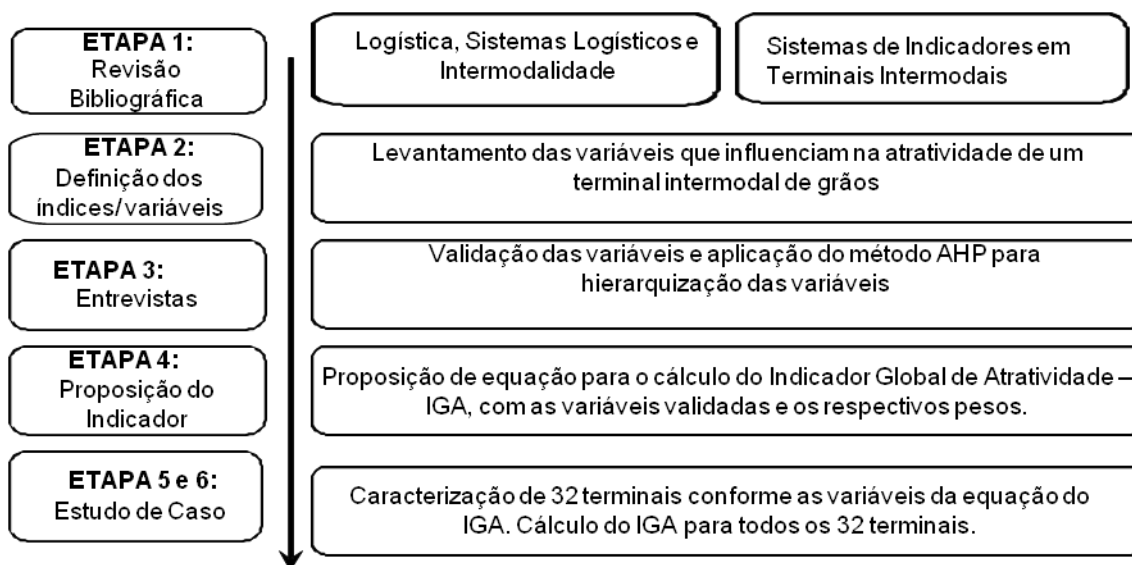 ETAPA 1:
Revisão
Bibliográfica
Logística, Sistemas Logísticos e
Intermodalidade
Sistemas de Indicadores em
Terminais Intermodais
ETAPA 2:
Definição dos
índices/variáveis
Levantamento das variáveis que influenciam na atratividade de um
terminal intermodal de grãos
ETAPA 3:
Entrevistas
Validação das variáveis e aplicação do método AHP para
hierarquização das variáveis
ETAPA 4:
Proposição do
Indicador
Proposição de equação para o cálculo do Indicador Global de Atratividade –
IGA, com as variáveis validadas e os respectivos pesos.
ETAPA 5 e 6:
Estudo de Caso
Caracterização de 32 terminais conforme as variáveis da equação do
IGA. Cálculo do IGA para todos os 32 terminais.